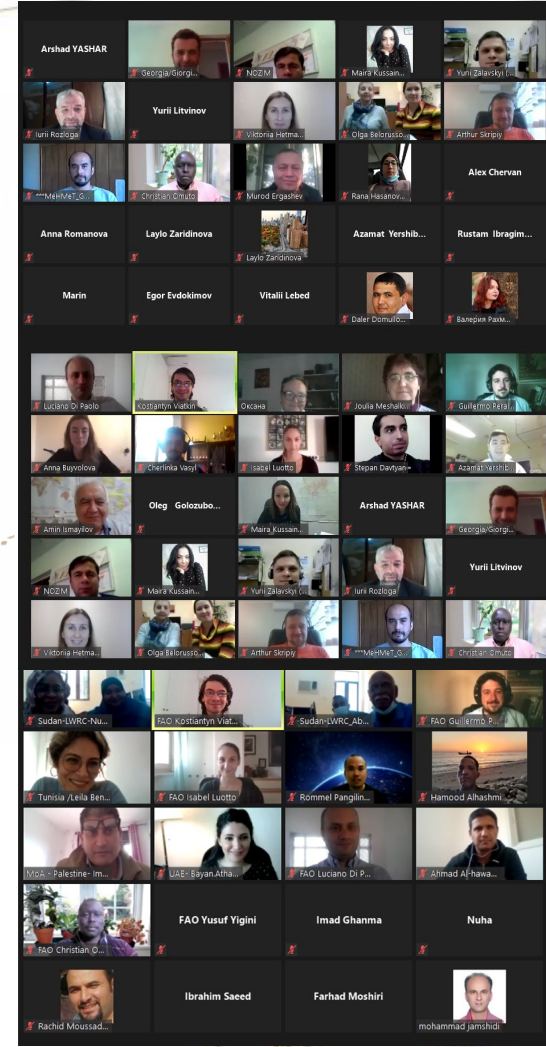 Arshad YASHAR
Georgia/Giorgi...
NOZIM
Maira Kussain...
Yurii Zalavskyi (...
Iurii Rozloga
Yurii Litvinov
Viktoriia Hetma...
Olga Belorusso...
Arthur Skripiy
***MeHMeT_G...
Christian Omuto
Murod Ergashev
Rana Hasanov...
Alex Chervan
Anna Romanova
Laylo Zaridinova
Laylo Zaridinova
Azamat Yershib...
Rustam Ibragim...
Marin
Egor Evdokimov
Vitalii Lebed
Daler Domullo...
Валерия Рахм...
Luciano Di Paolo
Kostiantyn Viatkin
Оксана
Joulia Meshalki...
Guillermo Peral...
Anna Buyvolova
Cherlinka Vasyl
Isabel Luotto
Stepan Davtyan
Azamat Yershib...
Amin Ismayilov
Oleg Golozubo...
Maira Kussain...
Arshad YASHAR
Georgia/Giorgi...
NOZIM
Maira Kussain...
Yurii Zalavskyi (...
Iurii Rozloga
Yurii Litvinov
Viktoriia Hetma...
Olga Belorusso...
Arthur Skripiy
***MeHMeT_G...
Christian Omuto
Sudan-LWRC-Nu...
FAO Kostiantyn Viat...
Sudan-LWRC_Ab...
FAO Guillermo P...
Tunisia /Leila Ben...
FAO Isabel Luotto
Rommel Pangilin...
Hamood Alhashmi
MoA - Palestine- Im...
UAE- Bayan.Atha...
FAO Luciano Di P...
Ahmad Al-hawa...
FAO Christian O...
FAO Yusuf Yigini
Imad Ghanma
Nuha
Rachid Moussad...
Ibrahim Saeed
Farhad Moshiri
mohammad jamshidi